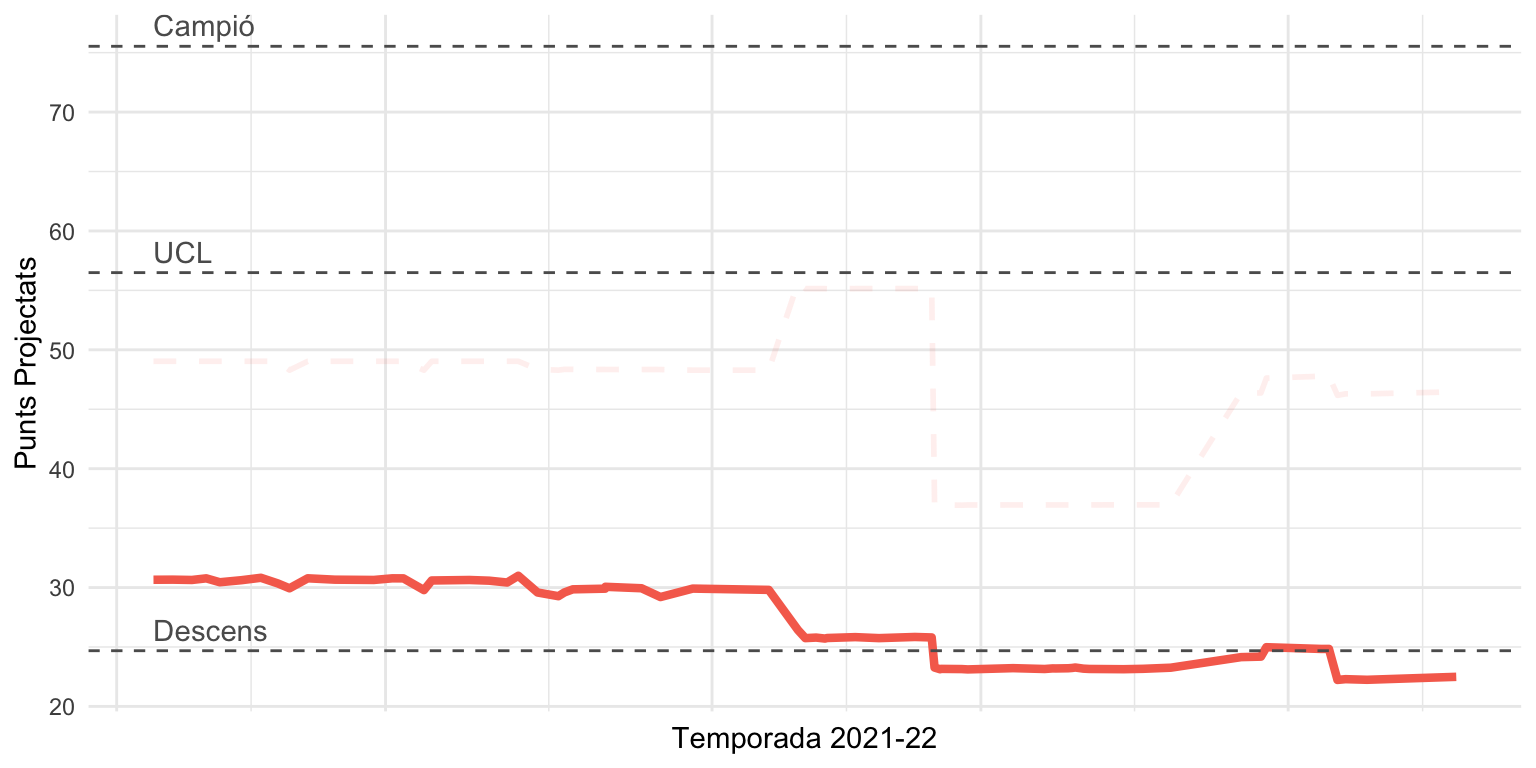 Campió
70
60
UCL
50
40
30
Descens
20
Punts Projectats
Temporada 2021-22